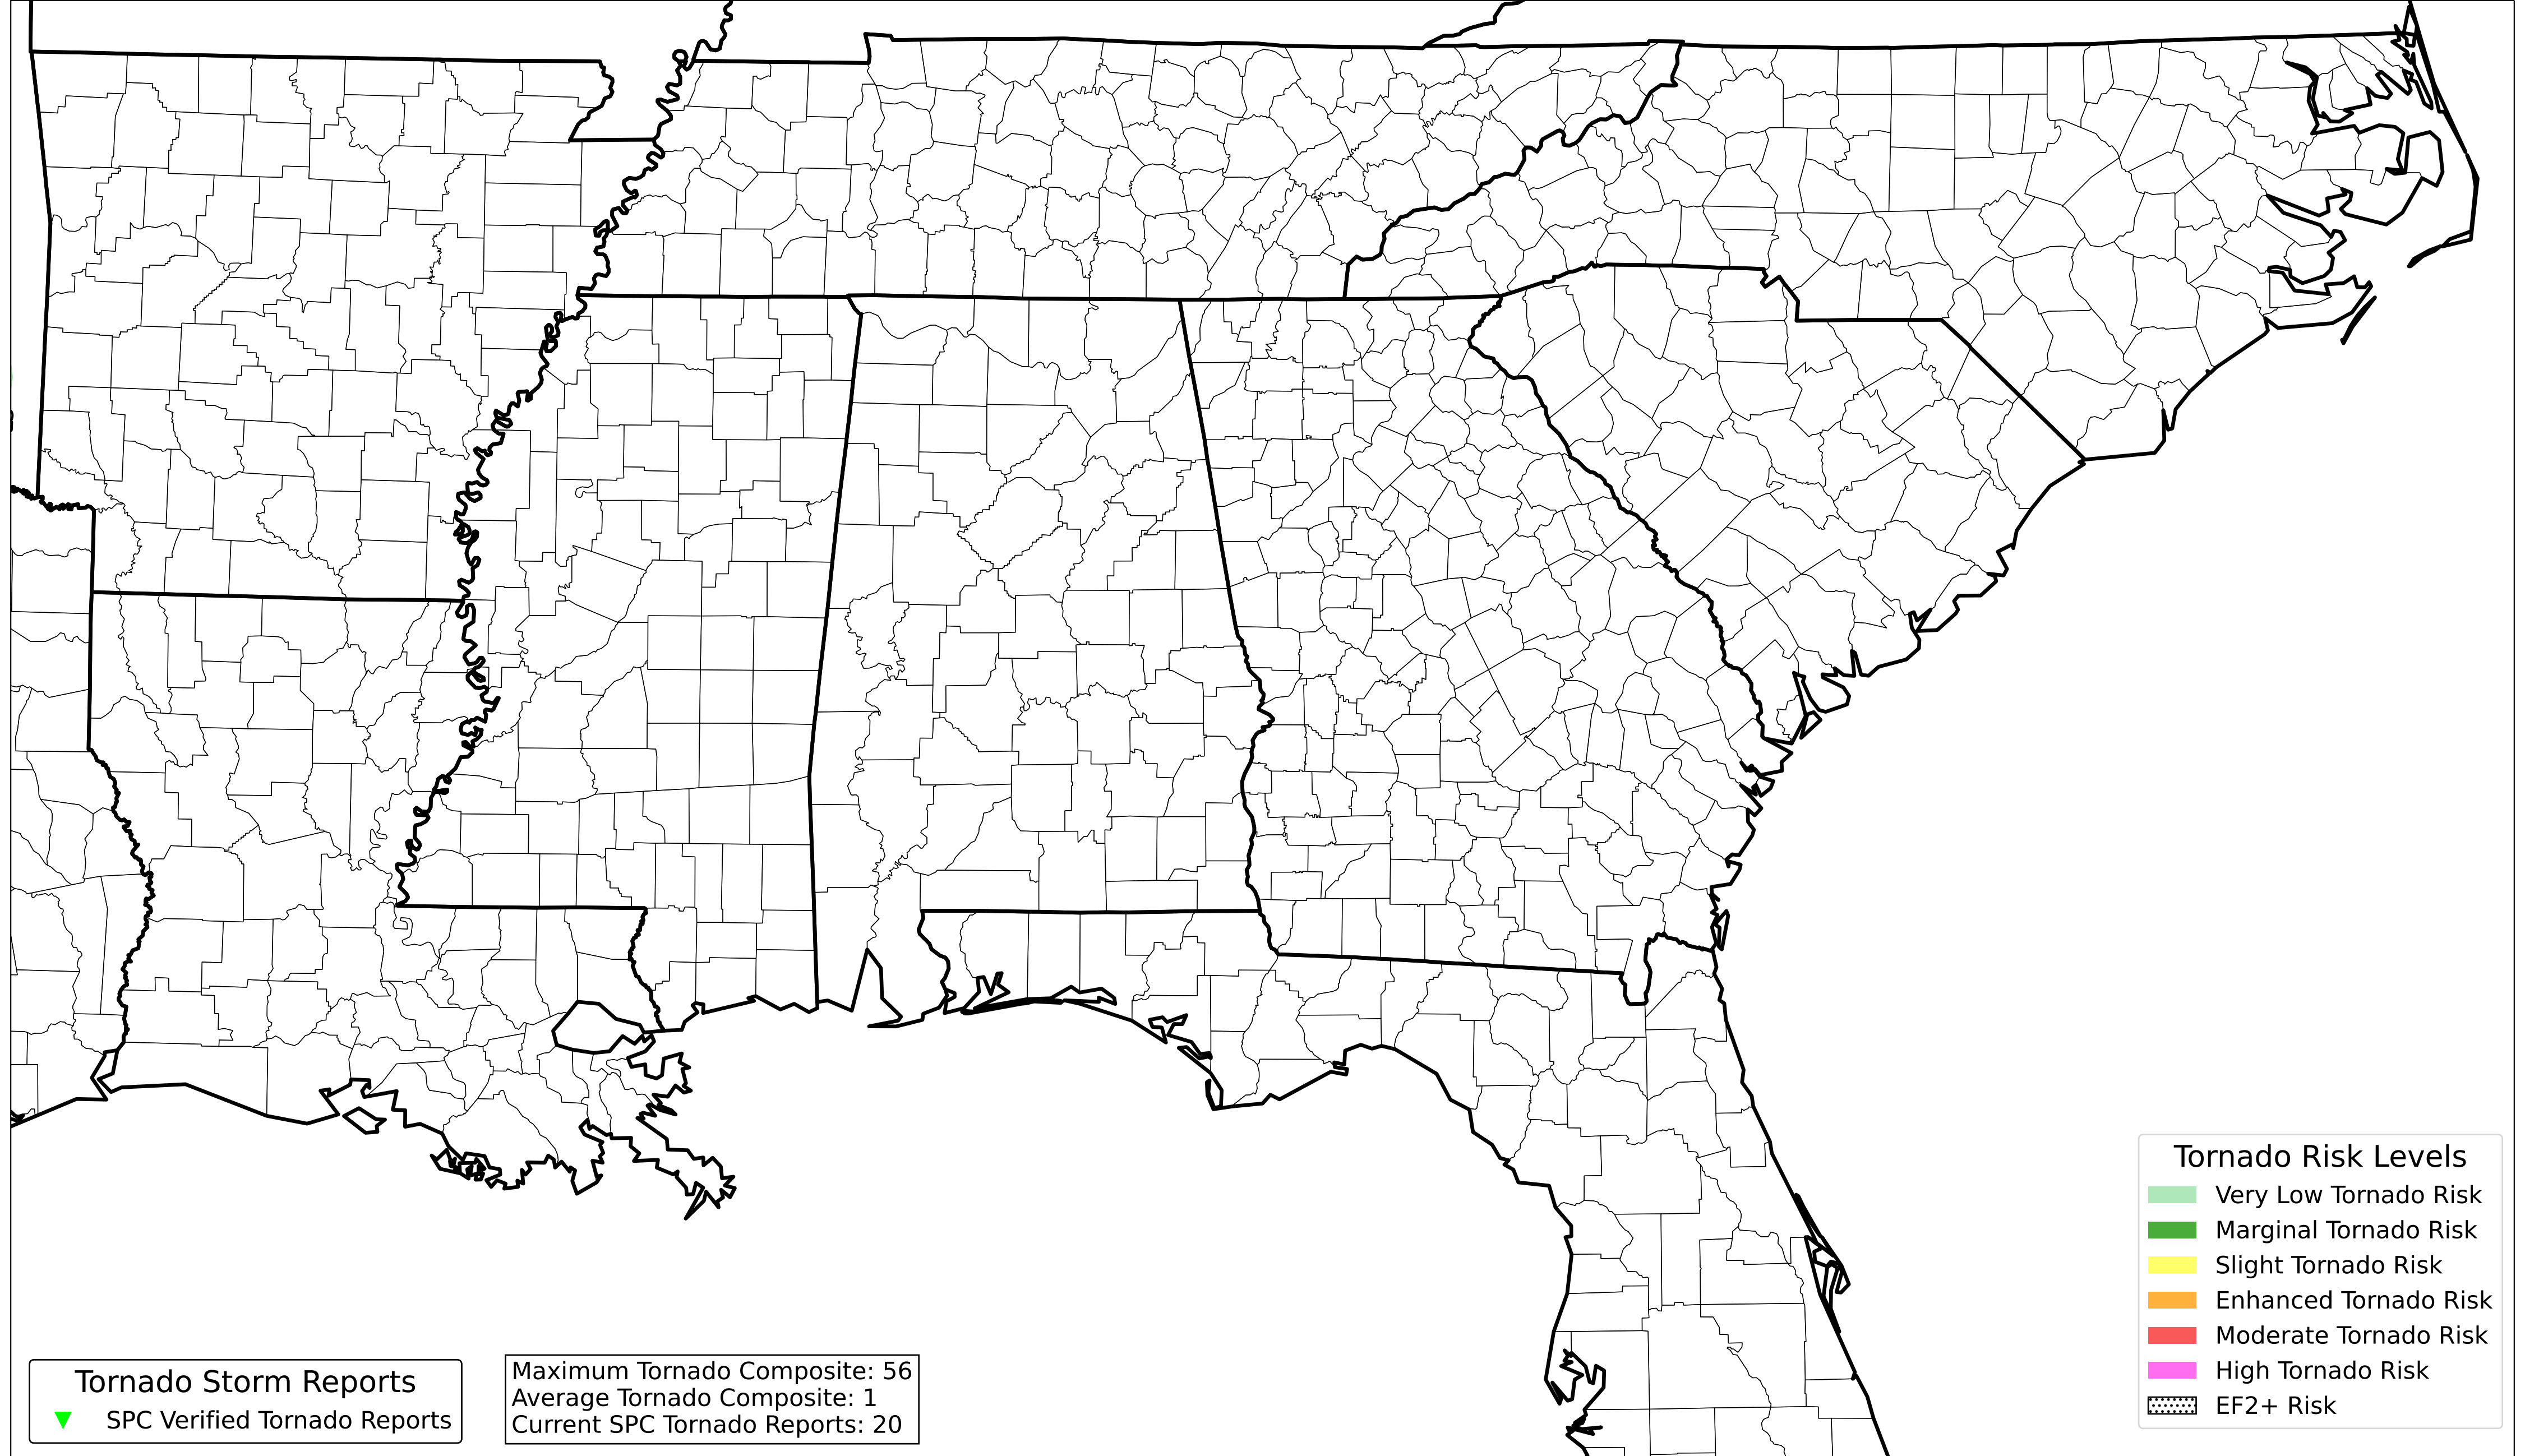 Tornado Storm Reports
SPC Verified Tornado Reports
Maximum Tornado Composite: 56
Average Tornado Composite: 1
Current SPC Tornado Reports: 20
Tornado Risk Levels
Very Low Tornado Risk
Marginal Tornado Risk
Slight Tornado Risk
Enhanced Tornado Risk
Moderate Tornado Risk
High Tornado Risk
EF2+ Risk